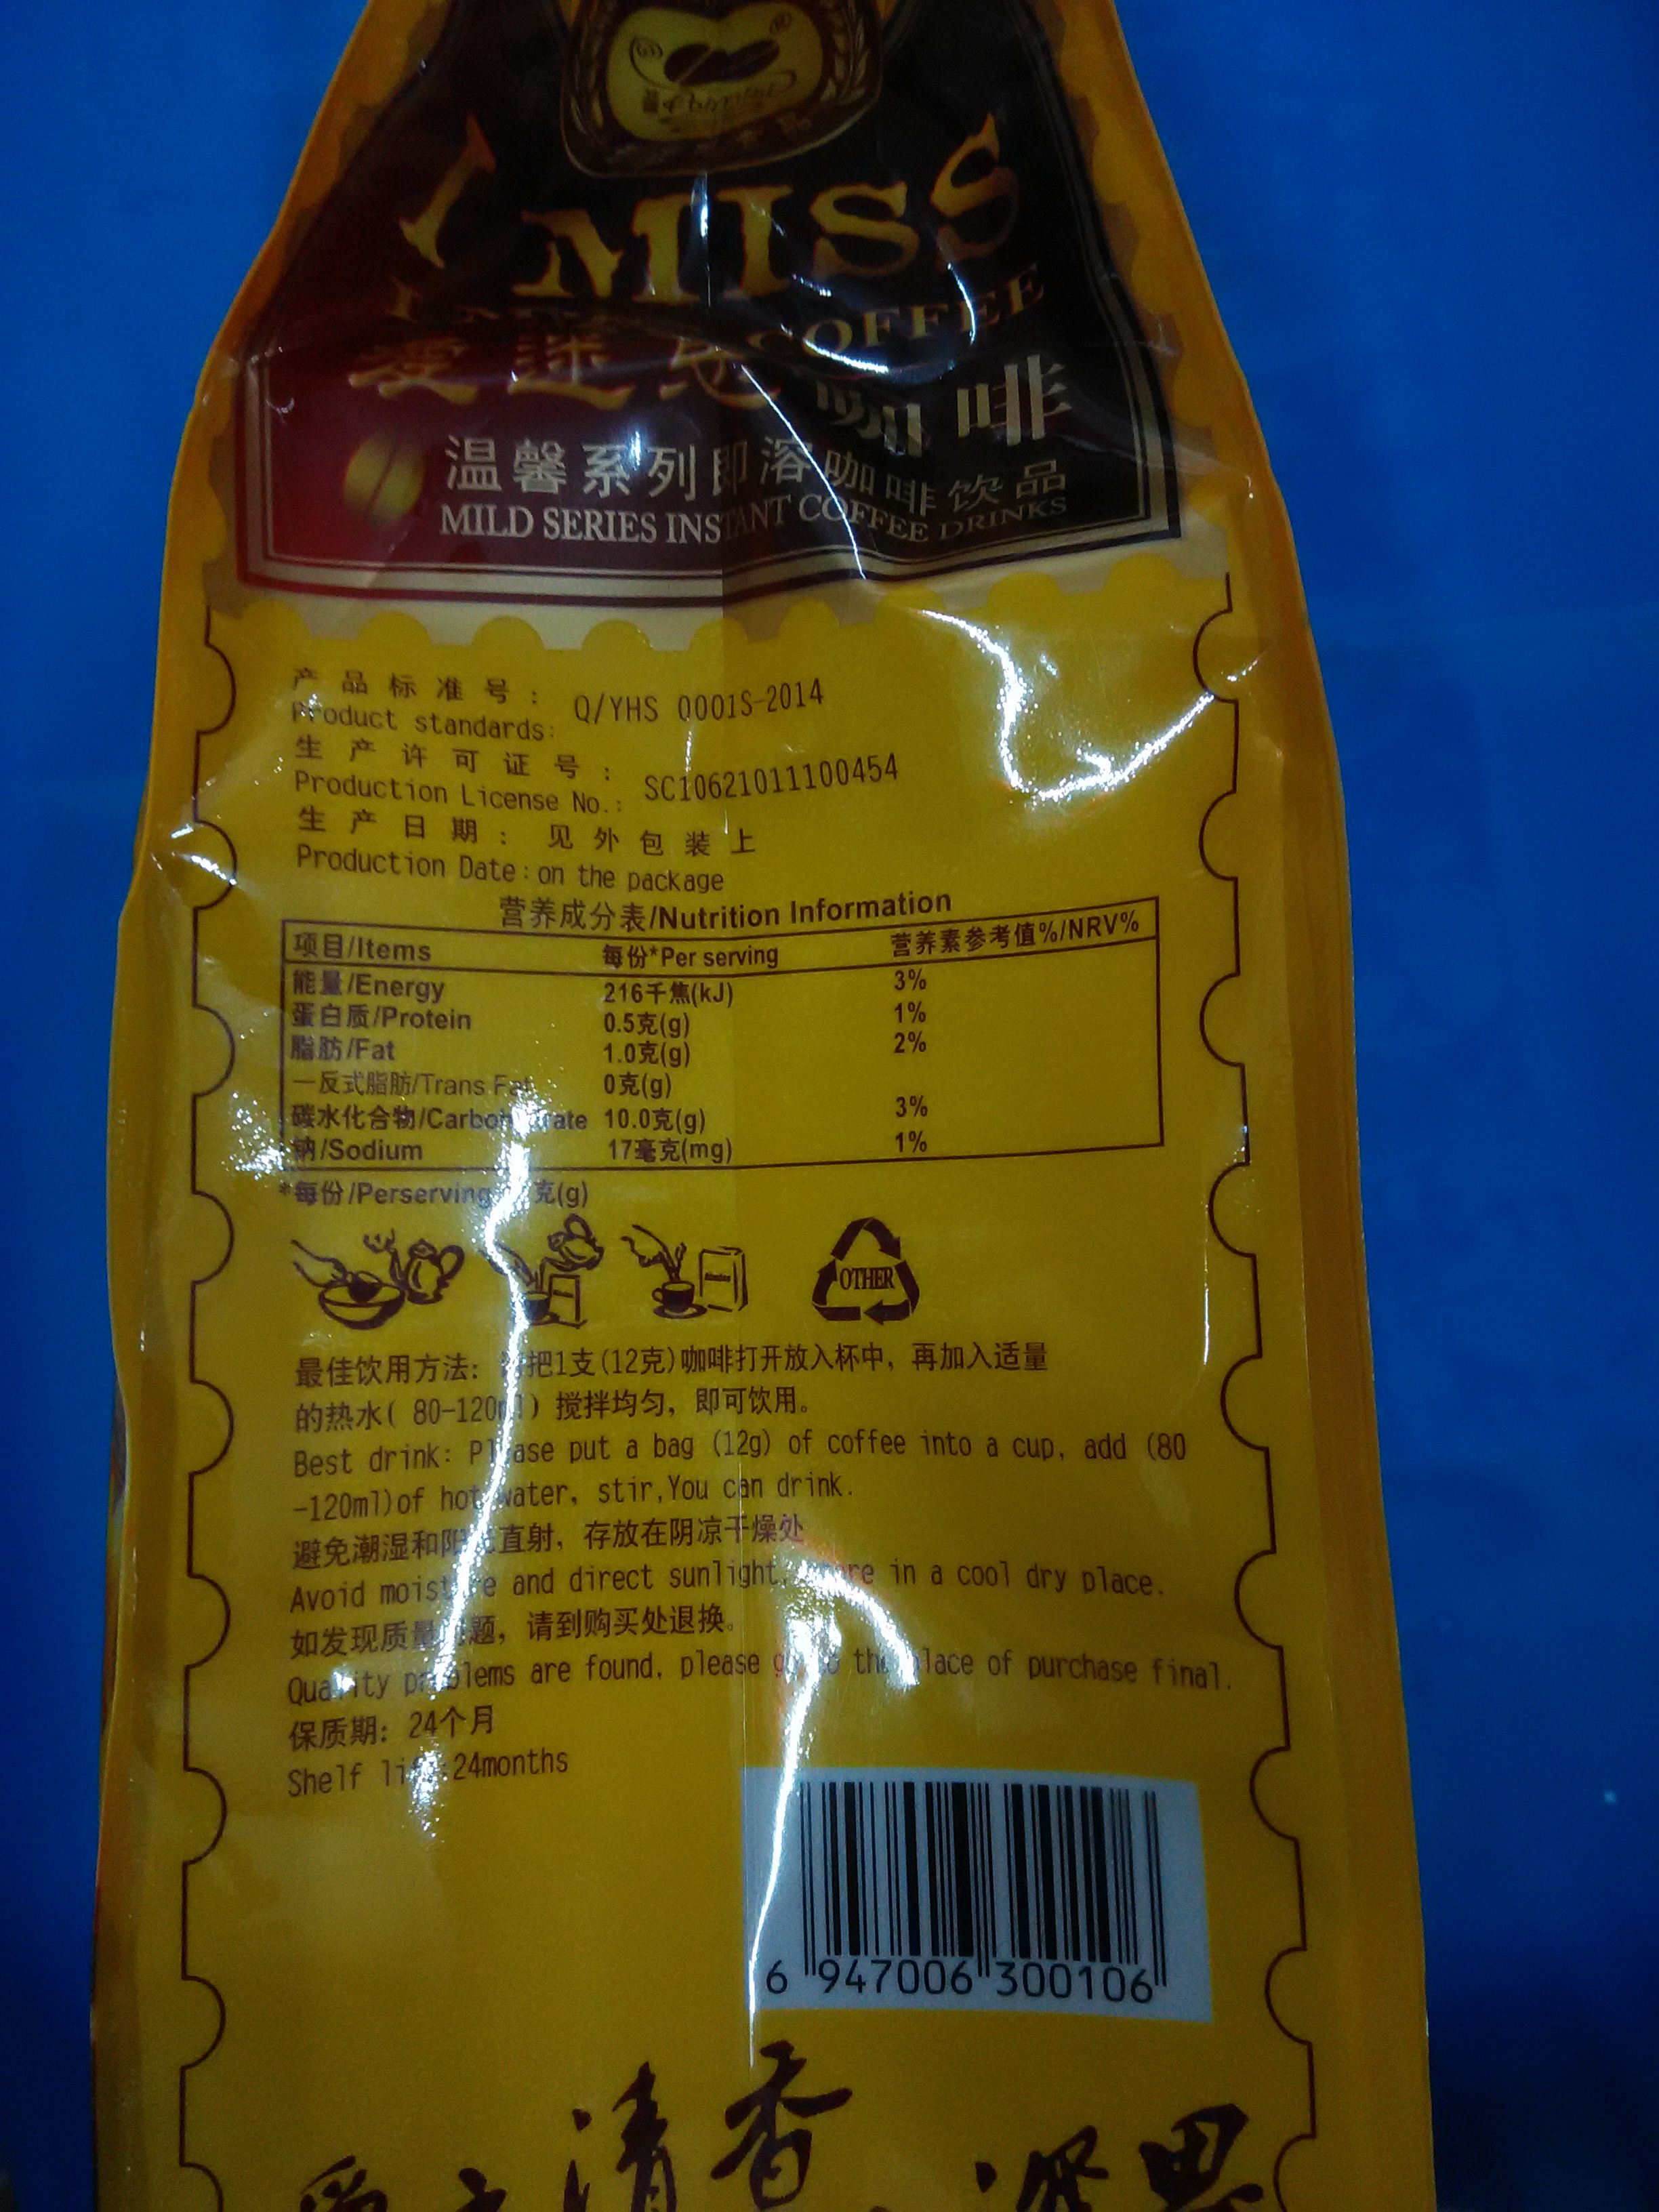 I MISS
COFFEE
爱迷思 咖啡
温馨系列即溶咖啡饮品
MILD SERIES INSTANT COFFEE DRINKS
产品标准号: Q/YHS 0001S-2014
Product standards:
生产许可证号: SC10621011100454
Production License No.:
生产日期: 见外包装上
Production Date:on the package
营养成分表/Nutrition Information
项目/Items 每份*Per serving 营养素参考值%/NRV%
能量/Energy 216千焦(kJ) 3%
蛋白质/Protein 0.5克(g) 1%
脂肪/Fat 1.0克(g) 2%
—反式脂肪/Trans Fat 0克(g)
碳水化合物/Carbohydrate 10.0克(g) 3%
钠/Sodium 17毫克(mg) 1%
*每份/Perserving 克(g)
OTHER
最佳饮用方法: 把1支(12克)咖啡打开放入杯中, 再加入适量
的热水( 80-120ml) 搅拌均匀, 即可饮用。
Best drink: Please put a bag (12g) of coffee into a cup, add (80
-120ml)of hot water, stir,You can drink.
避免潮湿和阳光直射, 存放在阴凉干燥处
Avoid moisture and direct sunlight, store in a cool dry place.
如发现质量问题, 请到购买处退换。
Quality problems are found, please go to the place of purchase final.
保质期: 24个月
Shelf life:24months
6 947006 300106
清香